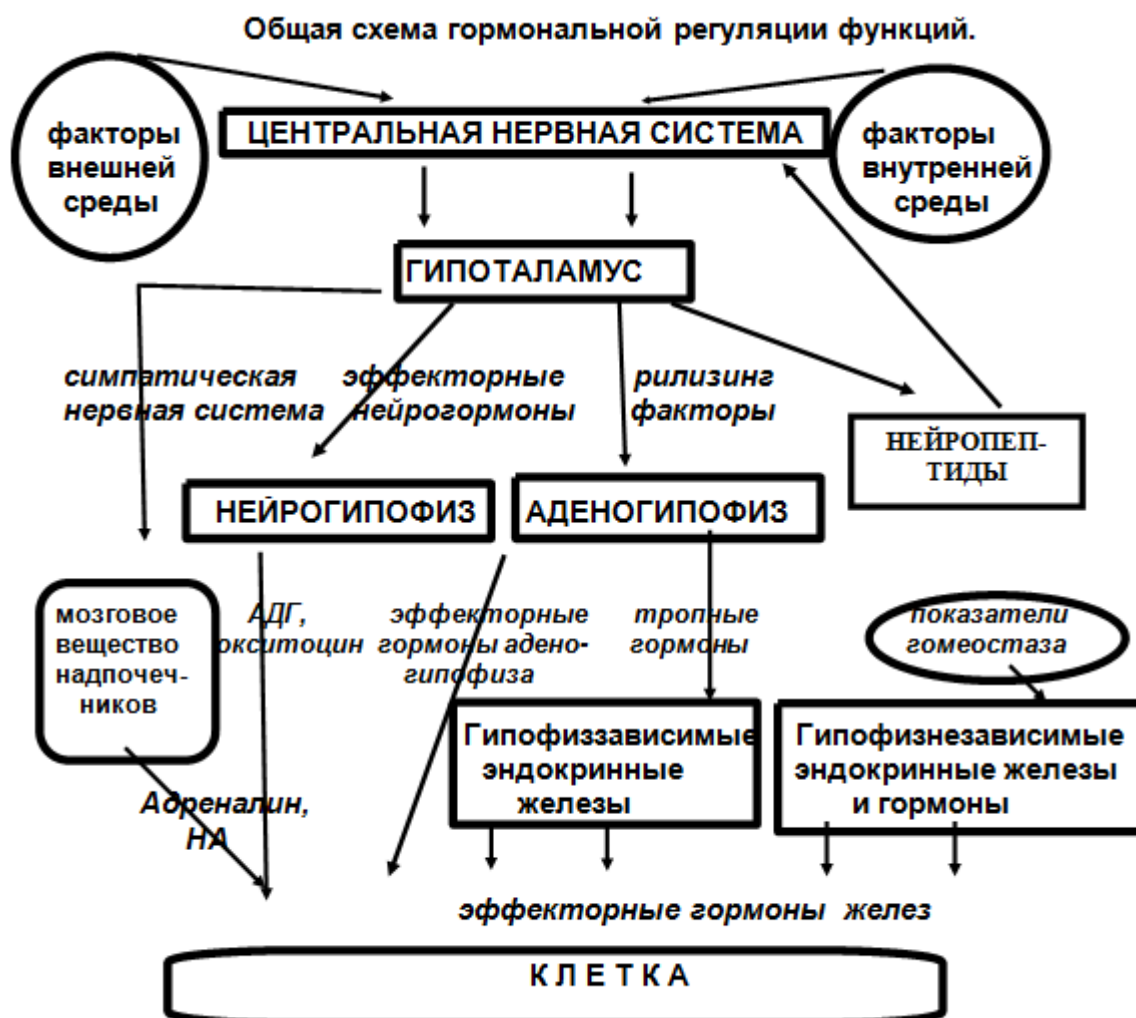 Общая схема гормональной регуляции функций.
факторы
внешней
среды
ЦЕНТРАЛЬНАЯ НЕРВНАЯ СИСТЕМА
факторы
внутренней
среды
ГИПОТАЛАМУС
симпатическая
нервная система
эффекторные
нейрогормоны
рилизинг
факторы
НЕЙРОПЕП-
ТИДЫ
НЕЙРОГИПОФИЗ
АДЕНОГИПОФИЗ
мозговое
вещество
надпочеч-
ников
АДГ,
окситоцин
эффекторные
гормоны адено-
гипофиза
тропные
гормоны
показатели
гомеостаза
Гипофиззависимые
эндокринные
железы
Гипофизнезависимые
эндокринные железы
и гормоны
Адреналин,
НА
эффекторные гормоны желез
К Л Е Т К А